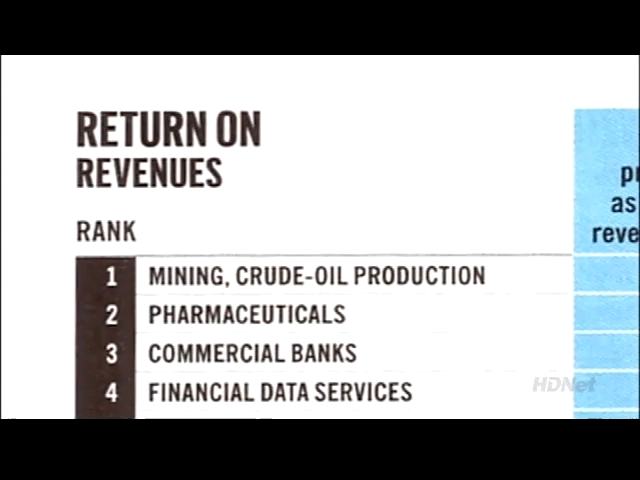 RETURN ON
REVENUES
RANK
as
1 MINING, CRUDE-OIL PRODUCTION
2 PHARMACEUTICALS
3 COMMERCIAL BANKS
4 FINANCIAL DATA SERVICES
HDNet